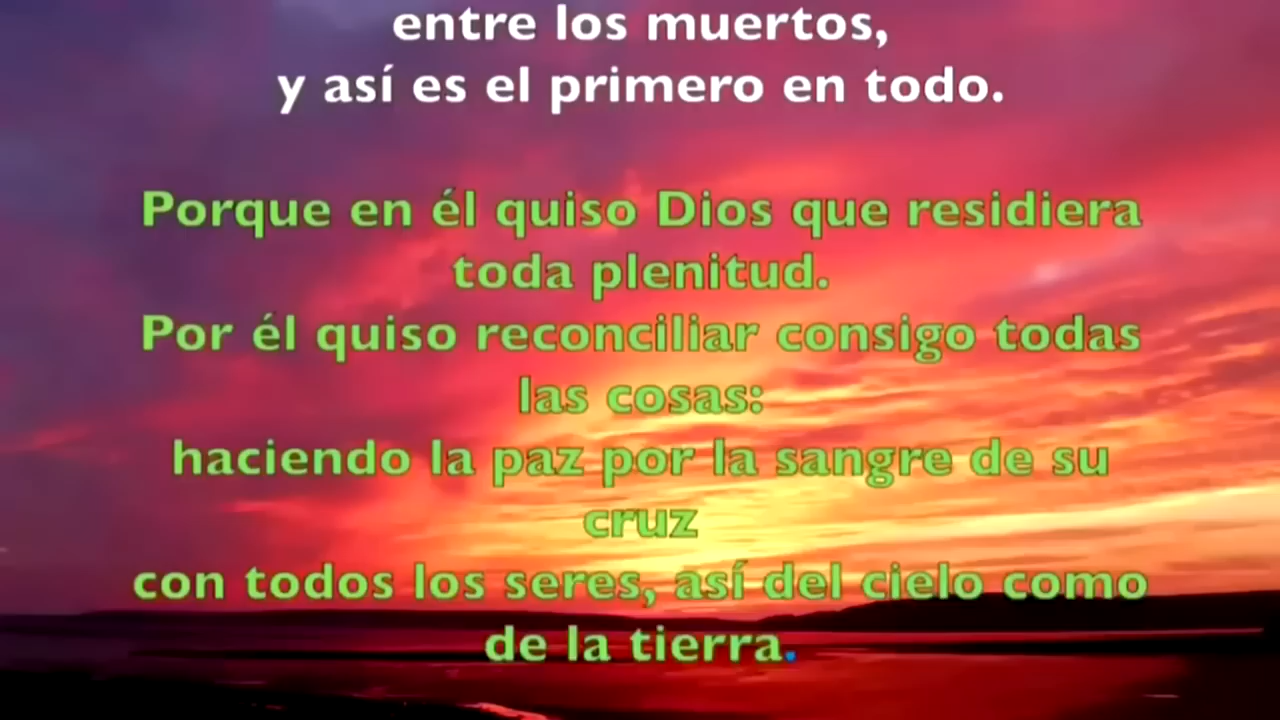 entre los muertos,
y así es el primero en todo.
Porque en él quiso Dios que residiera
toda plenitud.
Por él quiso reconciliar consigo todas
las cosas:
haciendo la paz por la sangre de su
cruz
con todos los seres, así del cielo como
de la tierra.